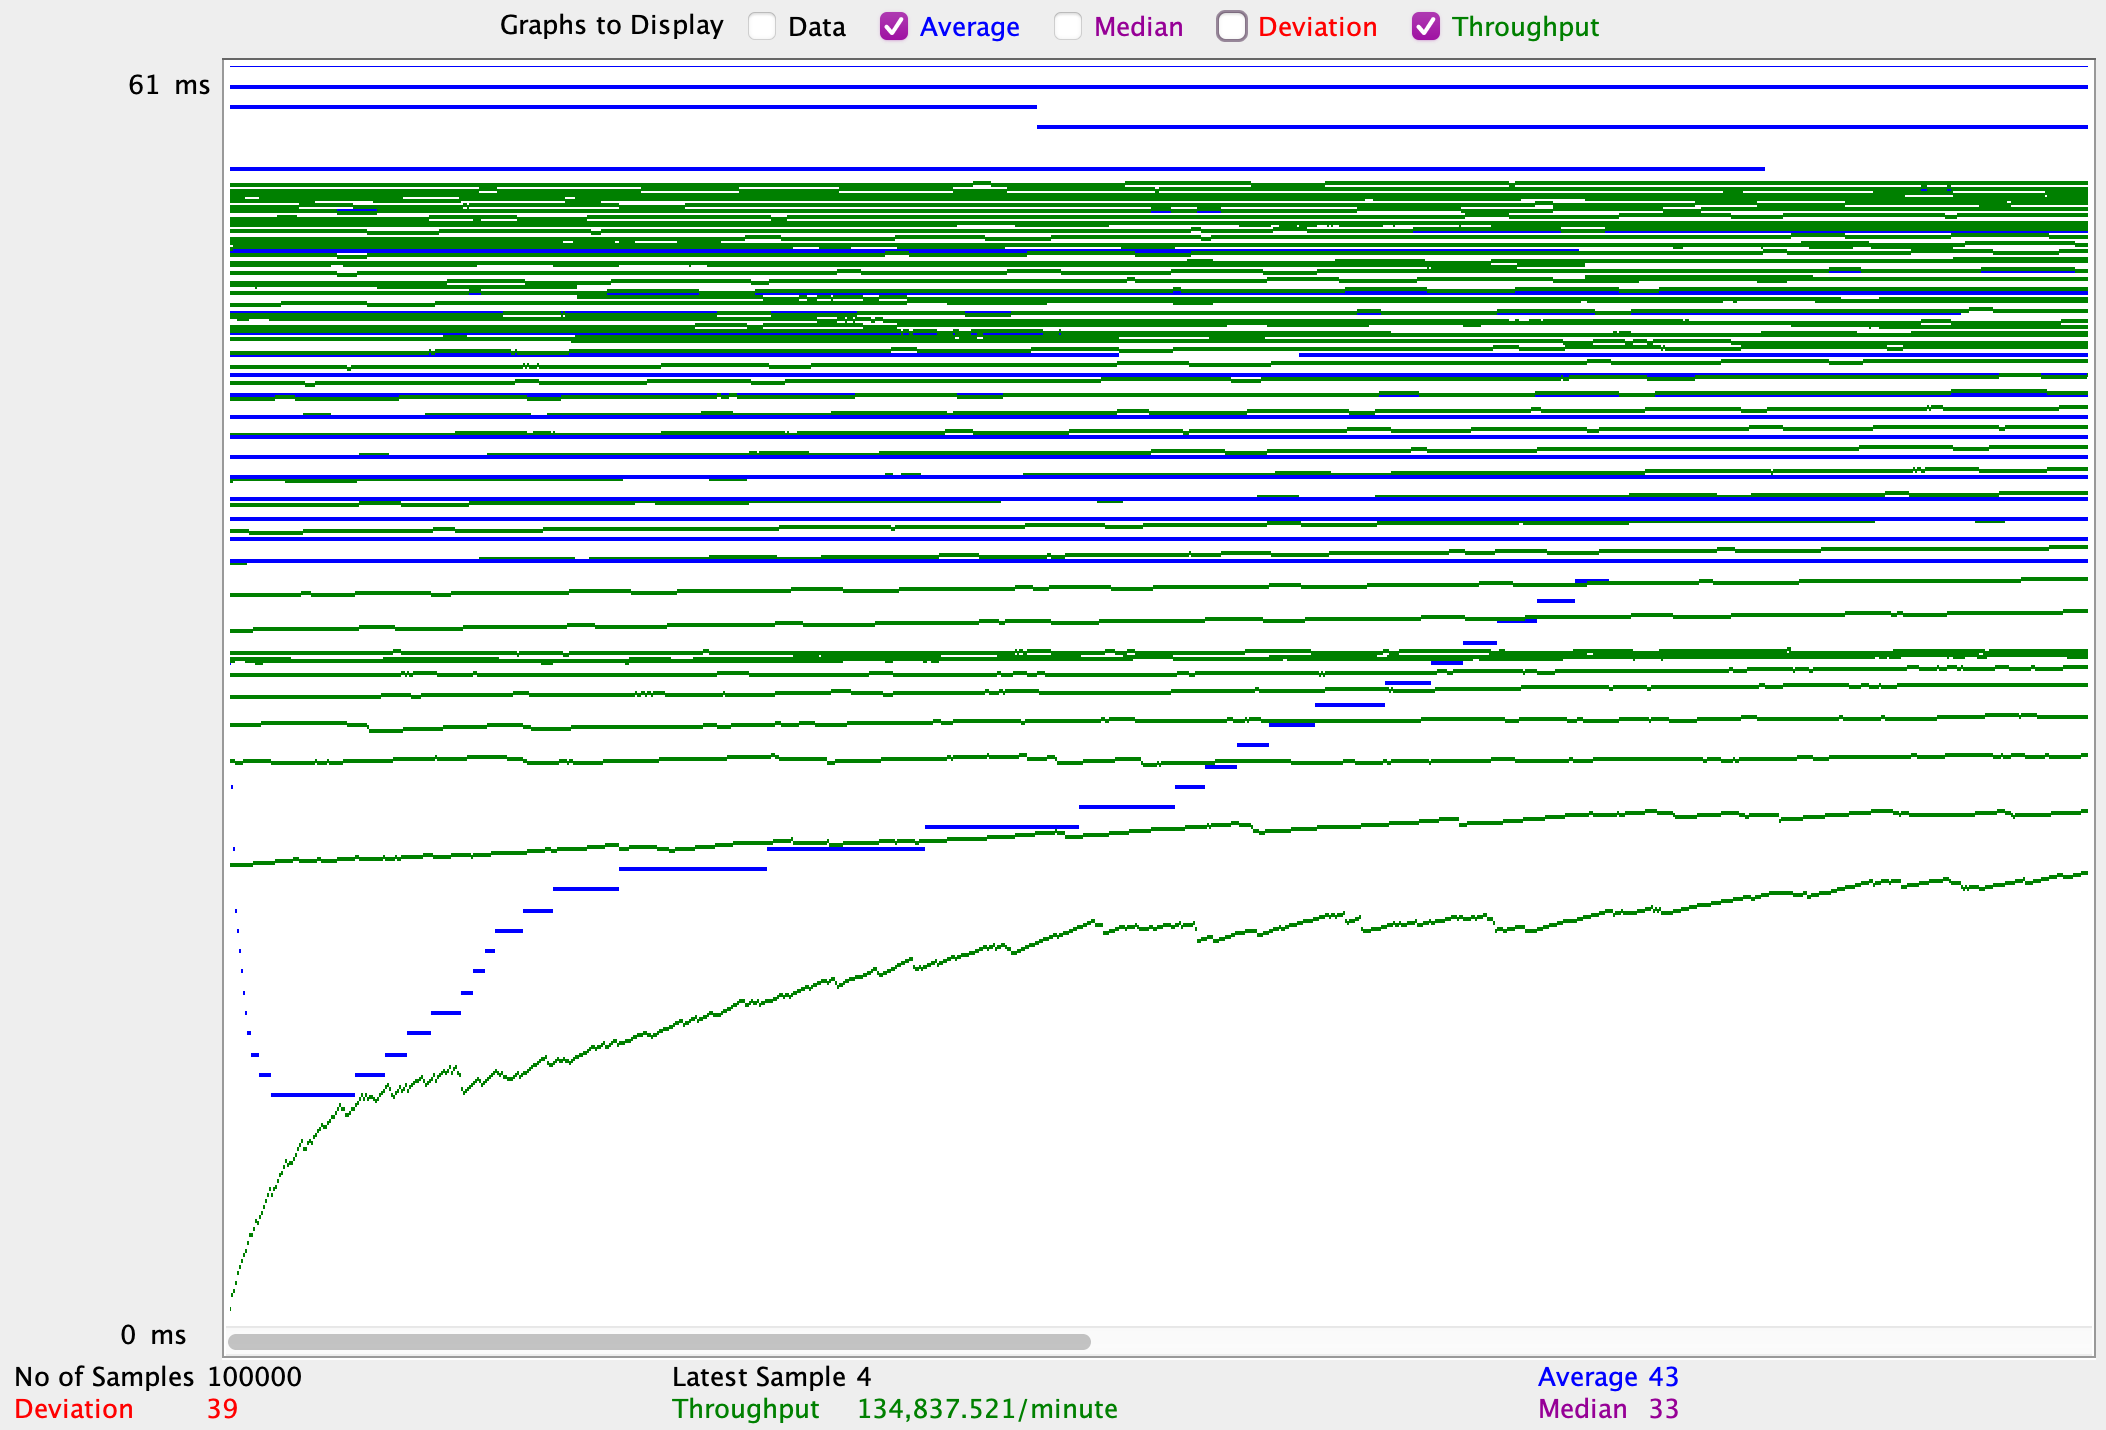 Graphs to Display Data Average Median Deviation Throughput
61 ms
0 ms
No of Samples 100000 Latest Sample 4 Average 43
Deviation 39 Throughput 134,837.521/minute Median 33